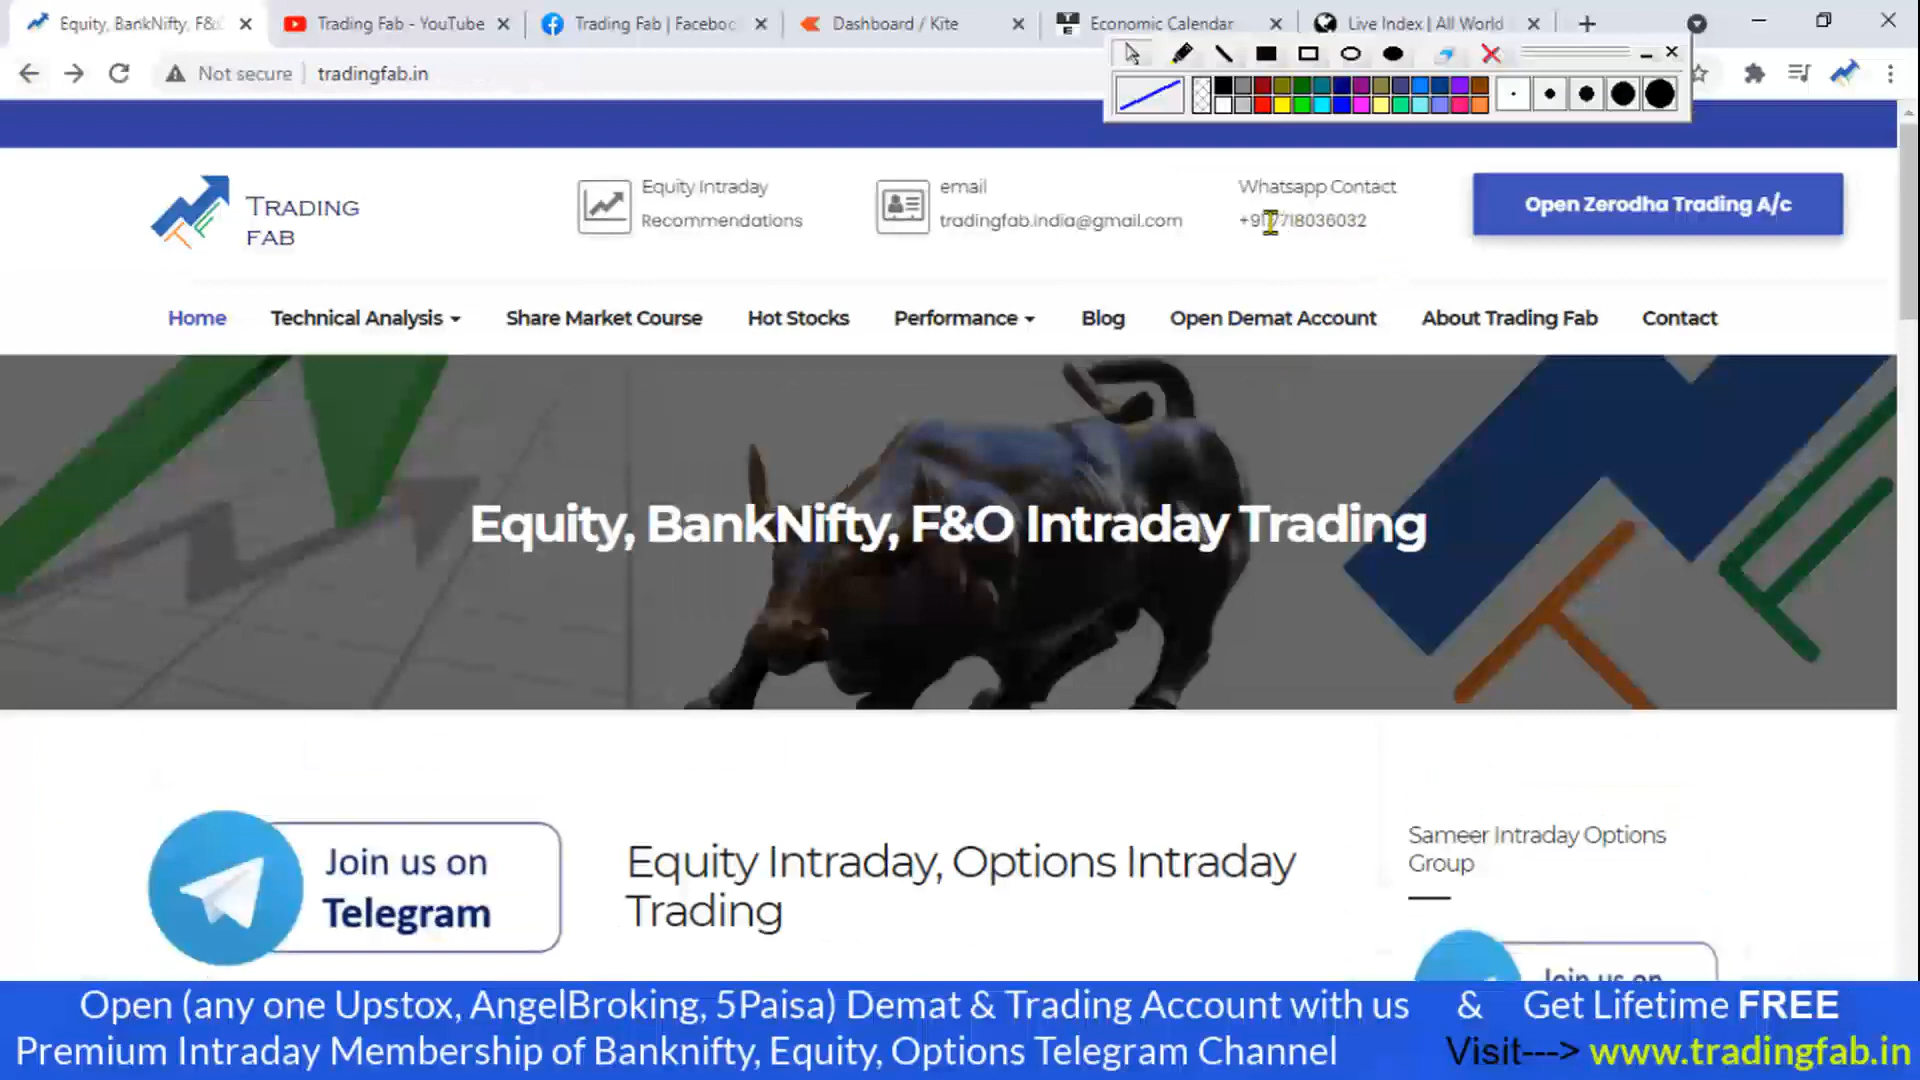 Equity, BankNifty, F&
Trading Fab - YouTube
Trading Fab | Faceboo
Dashboard / Kite
Economic Calendar
Live Index | All World
Not secure
tradingfab.in
TRADING
FAB
Equity Intraday
Recommendations
email
tradingfab.india@gmail.com
Whatsapp Contact
+917718036032
Open Zerodha Trading A/c
Home
Technical Analysis
Share Market Course
Hot Stocks
Performance
Blog
Open Demat Account
About Trading Fab
Contact
Equity, BankNifty, F&O Intraday Trading
Join us on
Telegram
Equity Intraday, Options Intraday
Trading
Sameer Intraday Options
Group
Join us on
Open (any one Upstox, AngelBroking, 5Paisa) Demat & Trading Account with us & Get Lifetime FREE
Premium Intraday Membership of Banknifty, Equity, Options Telegram Channel Visit---> www.tradingfab.in